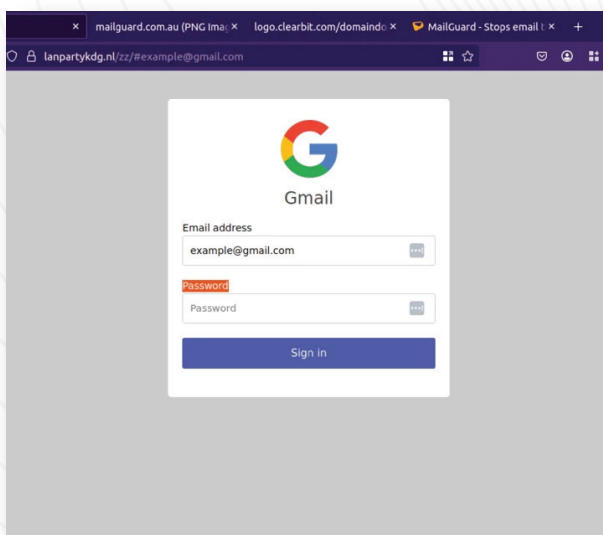 mailguard.com.au (PNG Imag logo.clearbit.com/domaindo MailGuard - Stops email t
lanpartykdg.nl/zz/#example@gmail.com
Gmail
Email address
example@gmail.com
Password
Password
Sign in